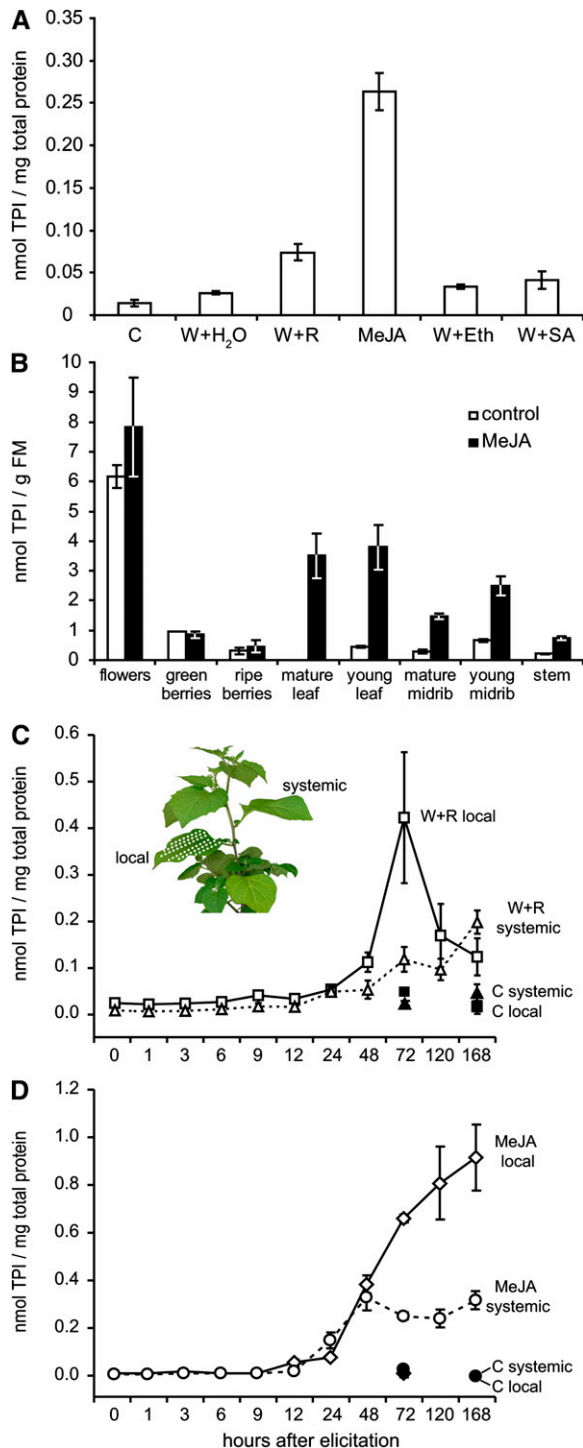 A
nmol TPI / mg total protein
0.35
0.30
0.25
0.20
0.15
0.10
0.05
0
C W+H₂O W+R MeJA W+Eth W+SA
B
nmol TPI / g FM
10
9
8
7
6
5
4
3
2
1
0
control
MeJA
flowers green berries ripe berries mature leaf young leaf mature midrib young midrib stem
C
nmol TPI / mg total protein
0.6
0.5
0.4
0.3
0.2
0.1
0.0
systemic
local
W+R local
W+R
systemic
C systemic
C local
0 1 3 6 9 12 24 48 72 120 168
D
nmol TPI / mg total protein
1.2
1.0
0.8
0.6
0.4
0.2
0.0
MeJA
local
MeJA
systemic
C systemic
C local
0 1 3 6 9 12 24 48 72 120 168
hours after elicitation